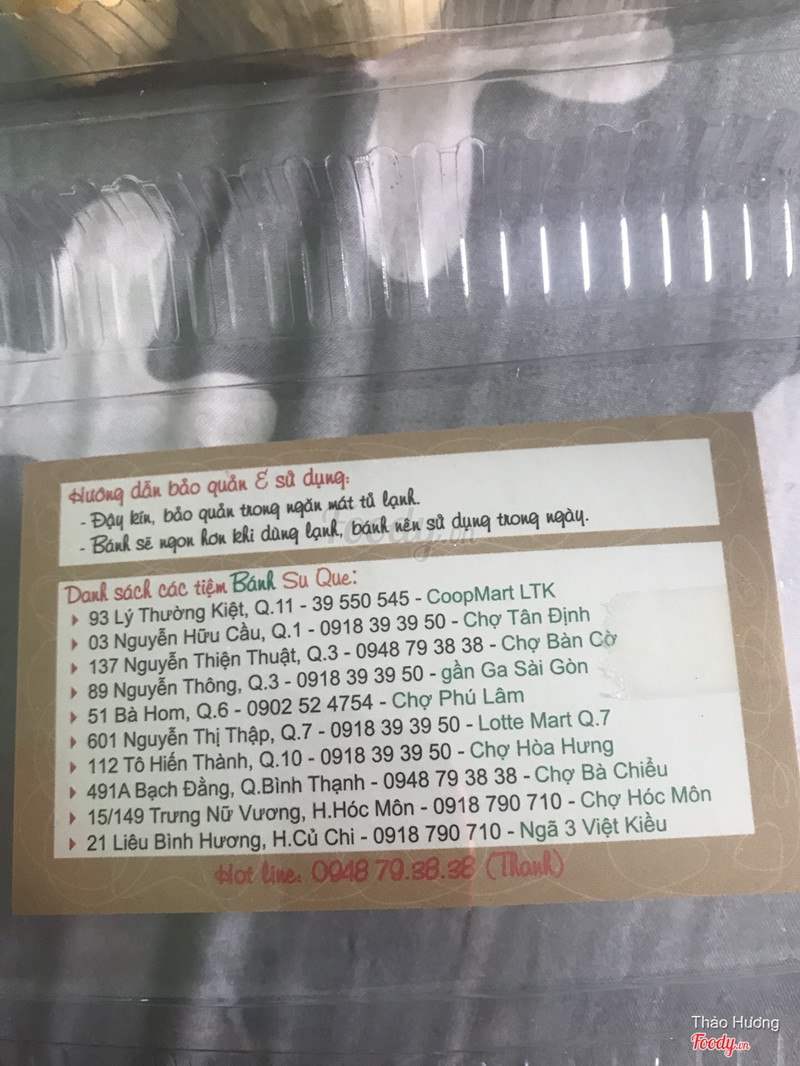 Hướng dẫn bảo quản & sử dụng:
- Đậy kín, bảo quản trong ngăn mát tủ lạnh.
- Bánh sẽ ngon hơn khi dùng lạnh, bánh nên sử dụng trong ngày.
Danh sách các tiệm Bánh Su Que:
93 Lý Thường Kiệt, Q.11 - 39 550 545 - CoopMart LTK
03 Nguyễn Hữu Cầu, Q.1 - 0918 39 39 50 - Chợ Tân Định
137 Nguyễn Thiện Thuật, Q.3 - 0948 79 38 38 - Chợ Bàn Cờ
89 Nguyễn Thông, Q.3 - 0918 39 39 50 - gần Ga Sài Gòn
51 Bà Hom, Q.6 - 0902 52 4754 - Chợ Phú Lâm
601 Nguyễn Thị Thập, Q.7 - 0918 39 39 50 - Lotte Mart Q.7
112 Tô Hiến Thành, Q.10 - 0918 39 39 50 - Chợ Hòa Hưng
491A Bạch Đằng, Q.Bình Thạnh - 0948 79 38 38 - Chợ Bà Chiểu
15/149 Trưng Nữ Vương, H.Hóc Môn - 0918 790 710 - Chợ Hóc Môn
21 Liêu Bình Hương, H.Củ Chi - 0918 790 710 - Ngã 3 Việt Kiều
Hot line: 0948 79.38.38 (Thanh)
Foody.vn
Thảo Hương
Foody.vn